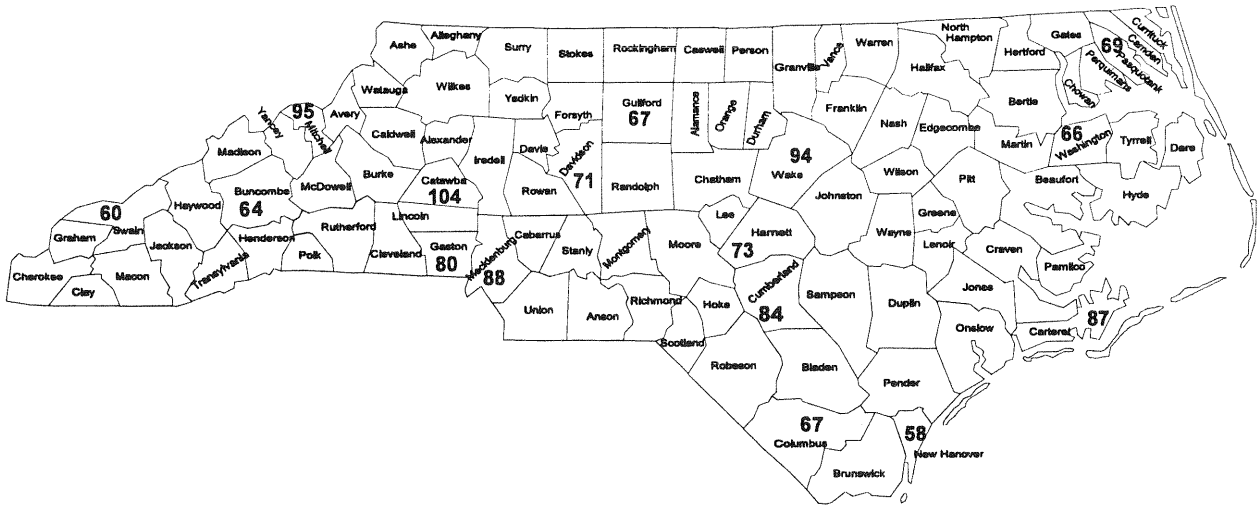 Ashe
Alleghany
Surry
Stokes
Rockingham
Caswell
Person
Granville
Vance
Warren
North
Hampton
Halifax
Hertford
Gates
Currituck
Camden
69
Pasquotank
Perquimans
Chowan
Watauga
Wilkes
Yadkin
Forsyth
Guilford
67
Alamance
Orange
Durham
Franklin
Nash
Edgecombe
Bertie
Martin
66
Washington
Tyrrell
Dare
Yancey
95
Mitchell
Avery
Caldwell
Alexander
Iredell
Davie
Davidson
71
Randolph
Chatham
94
Wake
Johnston
Wilson
Pitt
Beaufort
Hyde
Madison
Buncombe
64
McDowell
Burke
Catawba
104
Rowan
Haywood
60
Swain
Graham
Jackson
Cherokee
Clay
Macon
Transylvania
Henderson
Polk
Rutherford
Cleveland
Lincoln
Gaston
80
Mecklenburg
88
Cabarrus
Stanly
Montgomery
Moore
Lee
Harnett
73
Wayne
Greene
Lenoir
Craven
Pamlico
Jones
Carteret
87
Onslow
Union
Anson
Richmond
Scotland
Hoke
Cumberland
84
Sampson
Duplin
Robeson
Bladen
Pender
67
Columbus
58
New Hanover
Brunswick